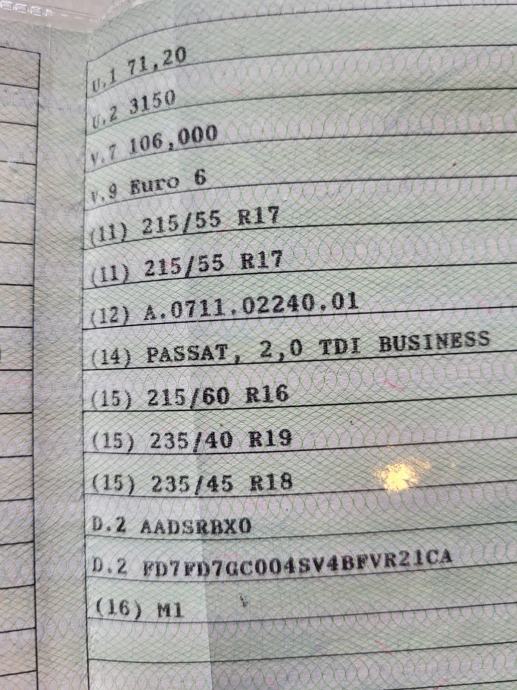 U.1 71,20
U.2 3150
V.7 106,000
V.9 Euro 6
(11) 215/55 R17
(11) 215/55 R17
(12) A.0711.02240.01
(14) PASSAT, 2,0 TDI BUSINESS
(15) 215/60 R16
(15) 235/40 R19
(15) 235/45 R18
D.2 AADSRBX0
D.2 FD7FD7GC004SV4BFVR21CA
(16) M1